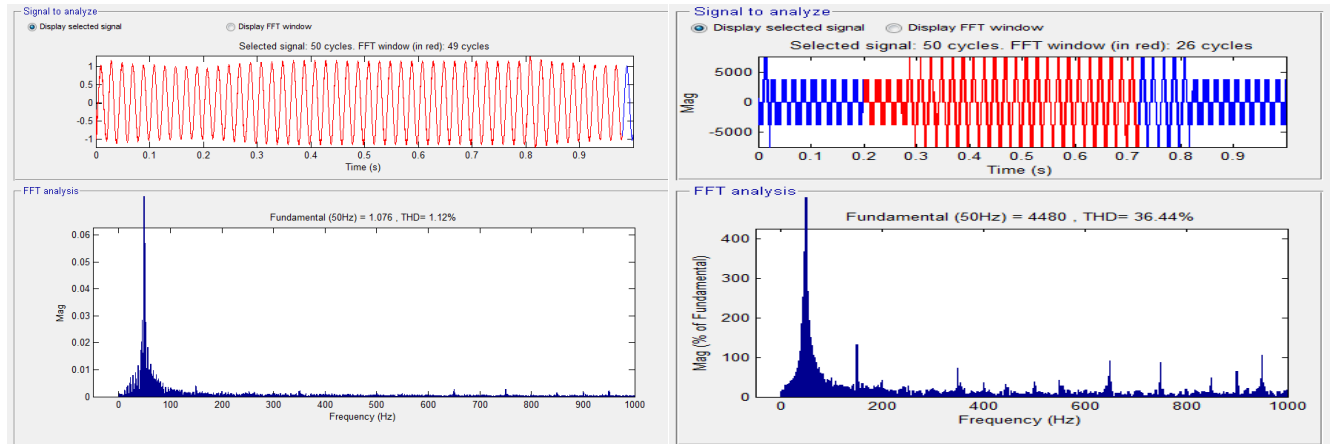 Signal to analyze
Display selected signal Display FFT window
Selected signal: 50 cycles. FFT window (in red): 49 cycles
1
0.5
0
-0.5
-1
0 0.1 0.2 0.3 0.4 0.5 0.6 0.7 0.8 0.9
Time (s)
FFT analysis
Fundamental (50Hz) = 1.076 , THD= 1.12%
0.06
0.05
0.04
0.03
0.02
0.01
0
Mag
0 100 200 300 400 500 600 700 800 900 1000
Frequency (Hz)
Signal to analyze
Display selected signal Display FFT window
Selected signal: 50 cycles. FFT window (in red): 26 cycles
5000
0
-5000
Mag
0 0.1 0.2 0.3 0.4 0.5 0.6 0.7 0.8 0.9
Time (s)
FFT analysis
Fundamental (50Hz) = 4480 , THD= 36.44%
400
300
200
100
0
Mag (% of Fundamental)
0 200 400 600 800 1000
Frequency (Hz)